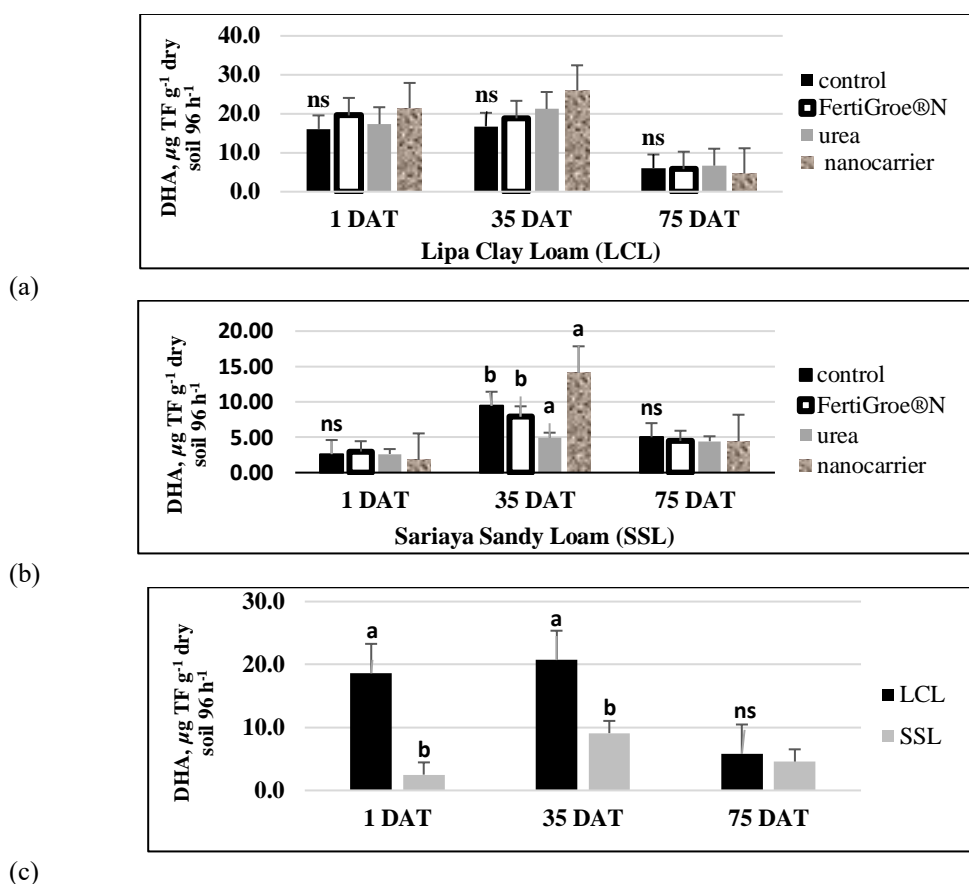 40.0
30.0
20.0
10.0
0.0
DHA, µg TF g-1 dry
soil 96 h-1
ns
ns
ns
1 DAT
35 DAT
75 DAT
Lipa Clay Loam (LCL)
control
FertiGroe®N
urea
nanocarrier
(a)
20.00
15.00
10.00
5.00
0.00
DHA, µg TF g-1 dry
soil 96 h-1
ns
b
b
a
a
ns
1 DAT
35 DAT
75 DAT
Sariaya Sandy Loam (SSL)
control
FertiGroe®N
urea
nanocarrier
(b)
30.0
20.0
10.0
0.0
DHA, µg TF g-1 dry
soil 96 h-1
a
b
a
b
ns
1 DAT
35 DAT
75 DAT
LCL
SSL
(c)